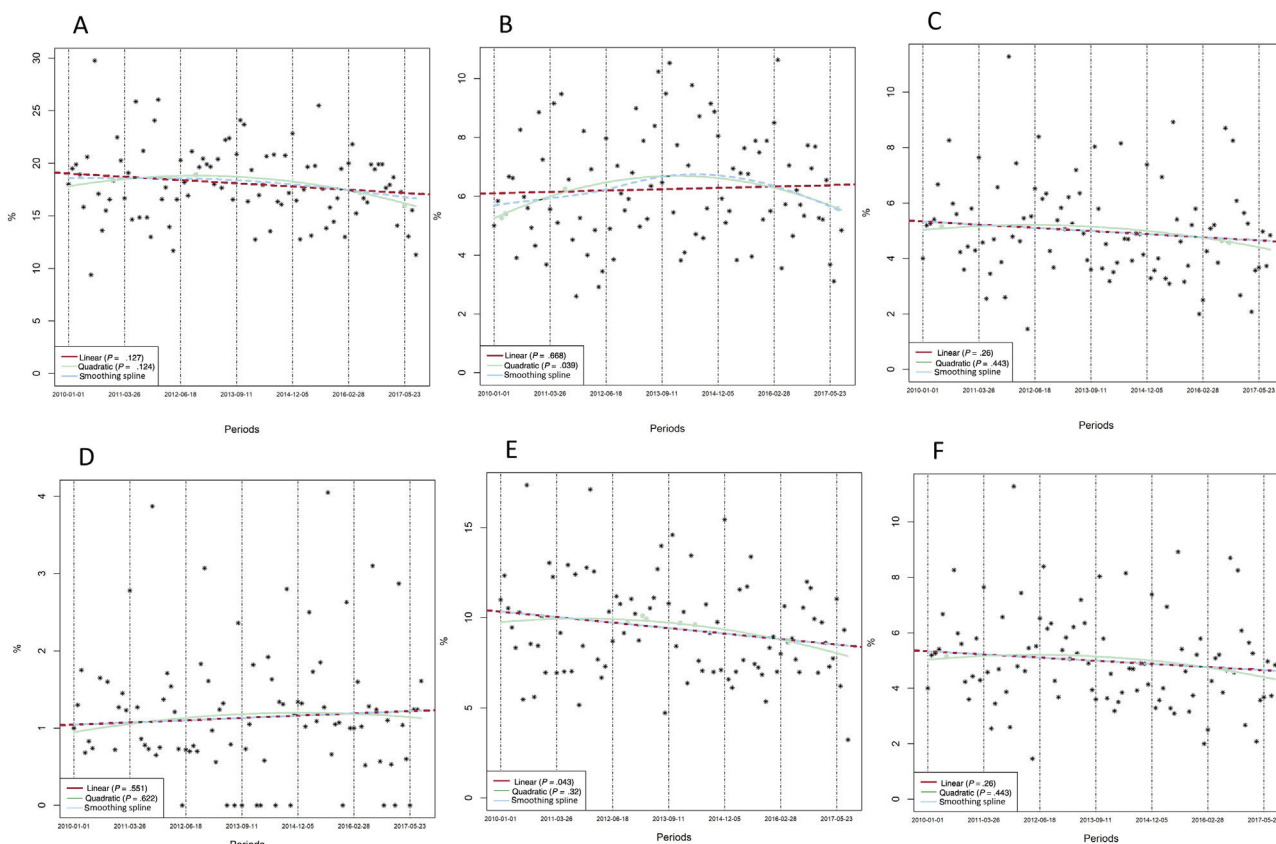 A
30
25
20
15
10
5
0
%
Linear (P = .127)
Quadratic (P = .124)
Smoothing spline
2010-01-01 2011-03-26 2012-06-18 2013-09-11 2014-12-05 2016-02-28 2017-05-23
Periods
B
10
8
6
4
2
0
%
Linear (P = .668)
Quadratic (P = .039)
Smoothing spline
2010-01-01 2011-03-26 2012-06-18 2013-09-11 2014-12-05 2016-02-28 2017-05-23
Periods
C
10
8
6
4
2
0
%
Linear (P = .26)
Quadratic (P = .443)
Smoothing spline
2010-01-01 2011-03-26 2012-06-18 2013-09-11 2014-12-05 2016-02-28 2017-05-23
Periods
D
4
3
2
1
0
%
Linear (P = .551)
Quadratic (P = .622)
Smoothing spline
2010-01-01 2011-03-26 2012-06-18 2013-09-11 2014-12-05 2016-02-28 2017-05-23
Periods
E
15
10
5
0
%
Linear (P = .043)
Quadratic (P = .32)
Smoothing spline
2010-01-01 2011-03-26 2012-06-18 2013-09-11 2014-12-05 2016-02-28 2017-05-23
Periods
F
10
8
6
4
2
0
%
Linear (P = .26)
Quadratic (P = .443)
Smoothing spline
2010-01-01 2011-03-26 2012-06-18 2013-09-11 2014-12-05 2016-02-28 2017-05-23
Periods